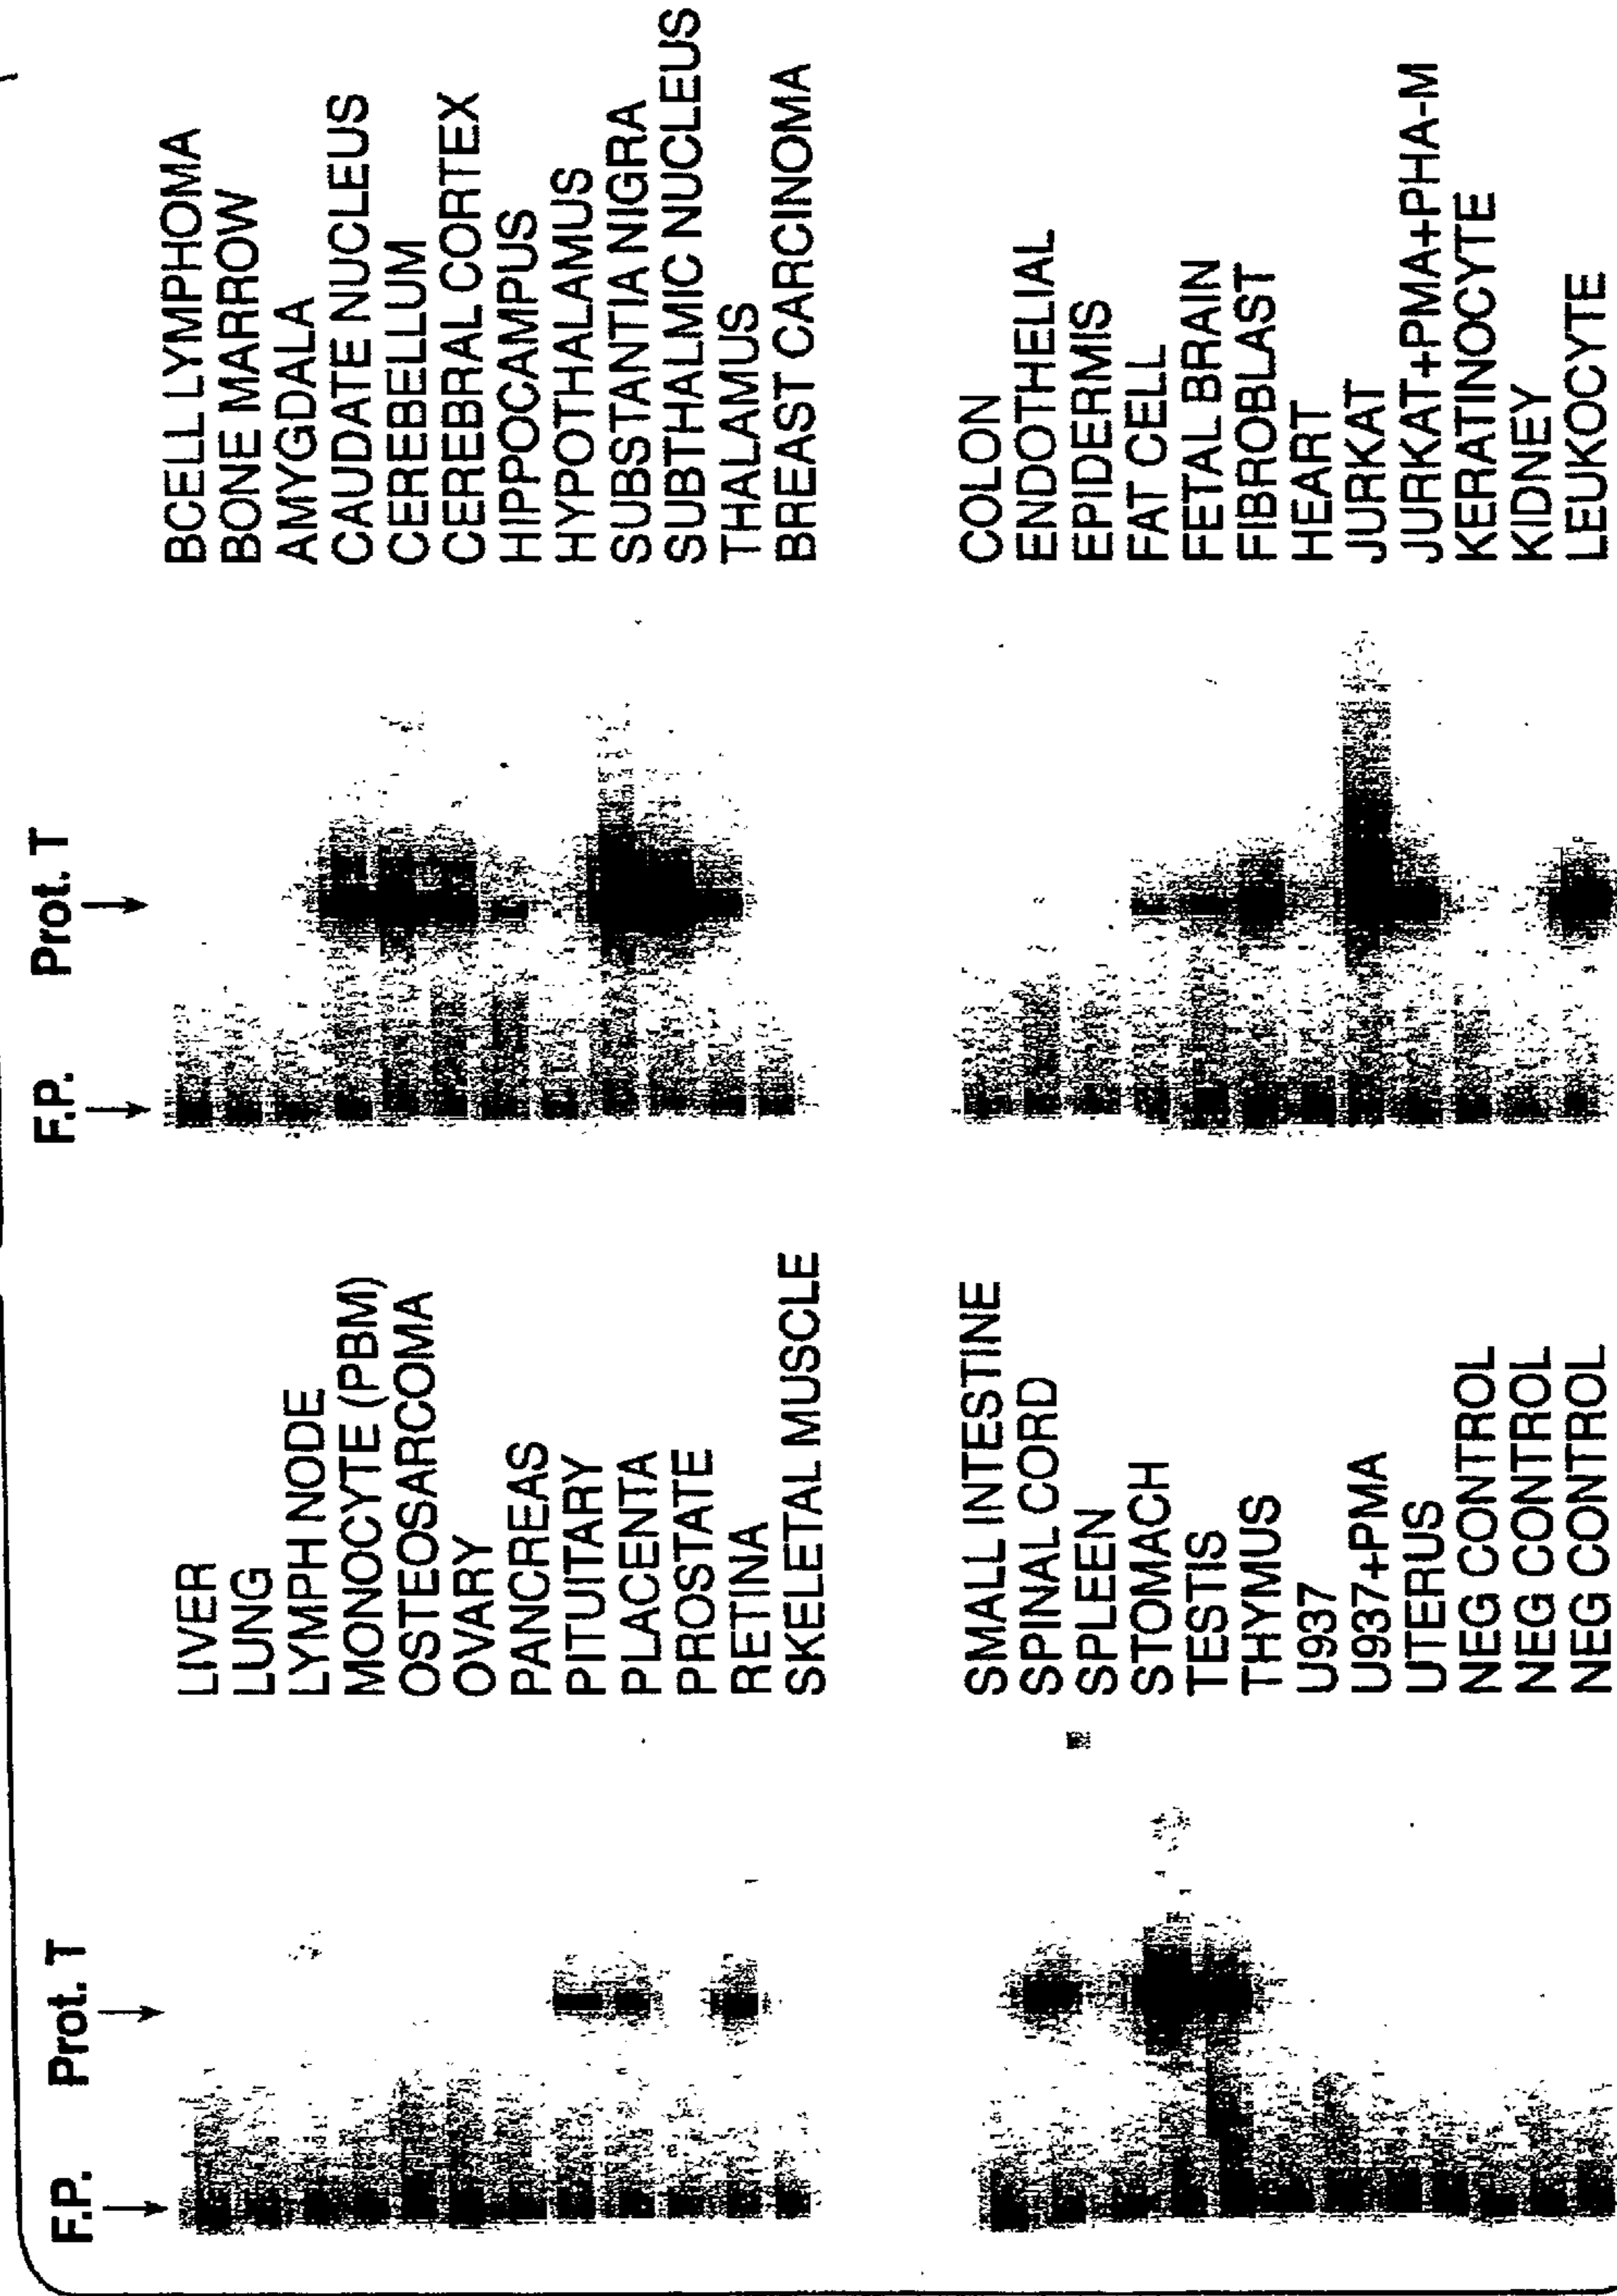 F.P.
Prot. T
BCELL LYMPHOMA
BONE MARROW
AMYGDALA
CAUDATE NUCLEUS
CEREBELLUM
CEREBRAL CORTEX
HIPPOCAMPUS
HYPOTHALAMUS
SUBSTANTIA NIGRA
SUBTHALMIC NUCLEUS
THALAMUS
BREAST CARCINOMA
COLON
ENDOTHELIAL
EPIDERMIS
FAT CELL
FETAL BRAIN
FIBROBLAST
HEART
JURKAT
JURKAT+PMA+PHA-M
KERATINOCYTE
KIDNEY
LEUKOCYTE
F.P.
Prot. T
LIVER
LUNG
LYMPH NODE
MONOCYTE (PBM)
OSTEOSARCOMA
OVARY
PANCREAS
PITUITARY
PLACENTA
PROSTATE
RETINA
SKELETAL MUSCLE
SMALL INTESTINE
SPINAL CORD
SPLEEN
STOMACH
TESTIS
THYMUS
U937
U937+PMA
UTERUS
NEG CONTROL
NEG CONTROL
NEG CONTROL